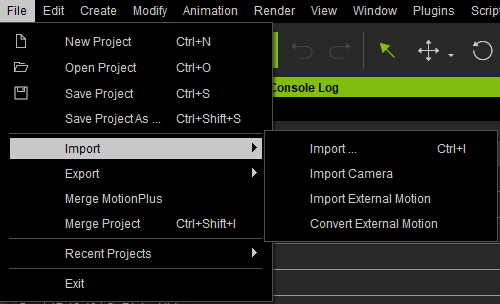 File Edit Create Modify Animation Render View Window Plugins Script
New Project Ctrl+N
Open Project Ctrl+O
Save Project Ctrl+S
Console Log
Save Project As ... Ctrl+Shift+S
Import
Import ... Ctrl+I
Export
Import Camera
Merge MotionPlus
Import External Motion
Merge Project Ctrl+Shift+I
Convert External Motion
Recent Projects
Exit